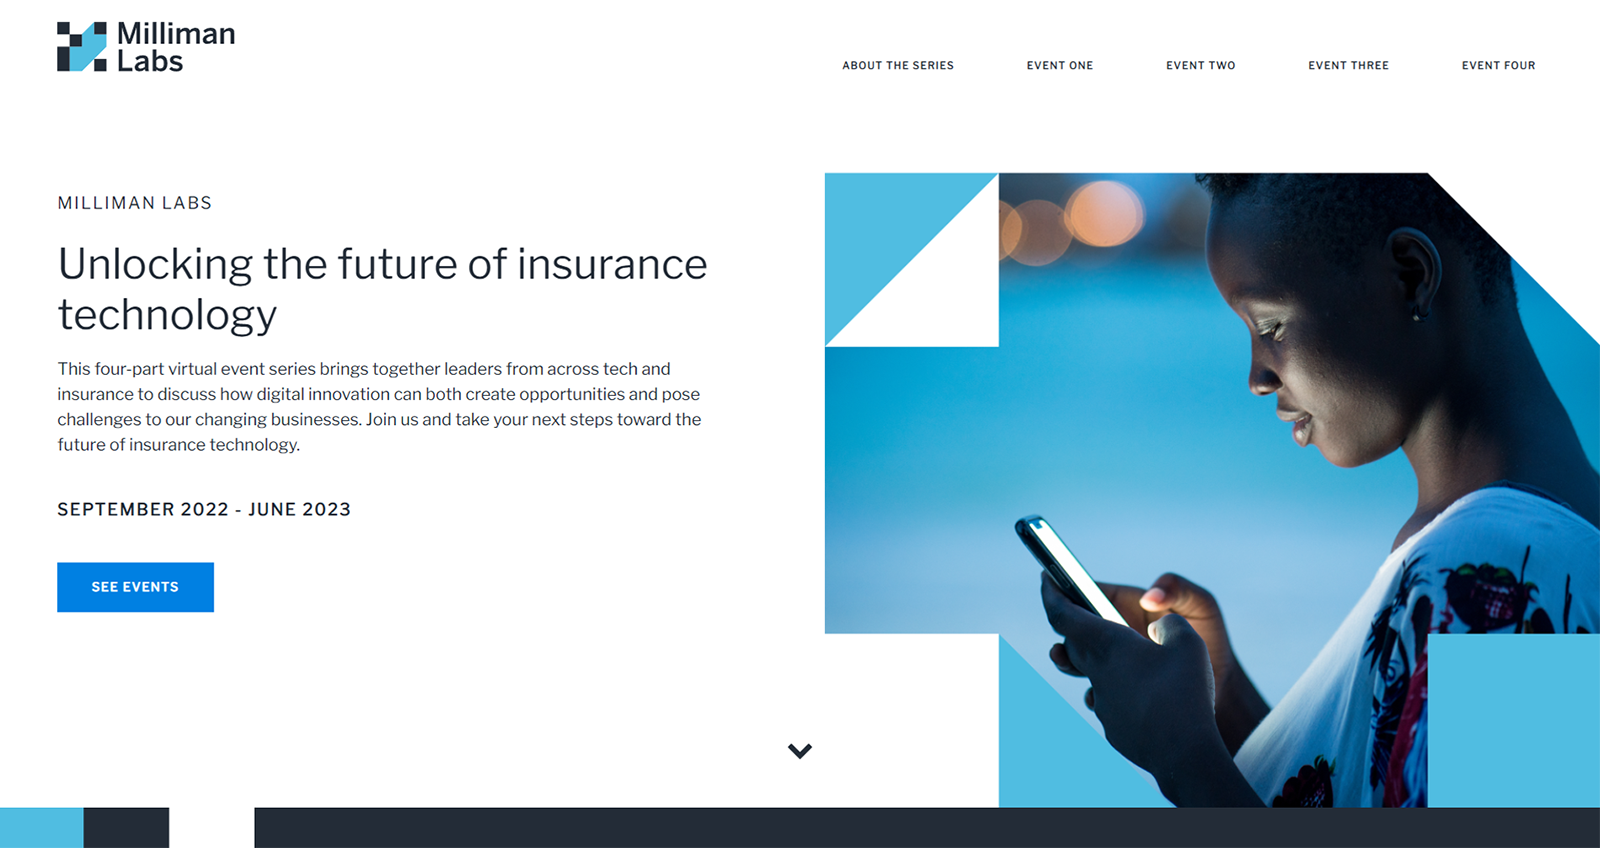 Milliman
Labs
ABOUT THE SERIES
EVENT ONE
EVENT TWO
EVENT THREE
EVENT FOUR
MILLIMAN LABS
Unlocking the future of insurance
technology
This four-part virtual event series brings together leaders from across tech and
insurance to discuss how digital innovation can both create opportunities and pose
challenges to our changing businesses. Join us and take your next steps toward the
future of insurance technology.
SEPTEMBER 2022 - JUNE 2023
SEE EVENTS